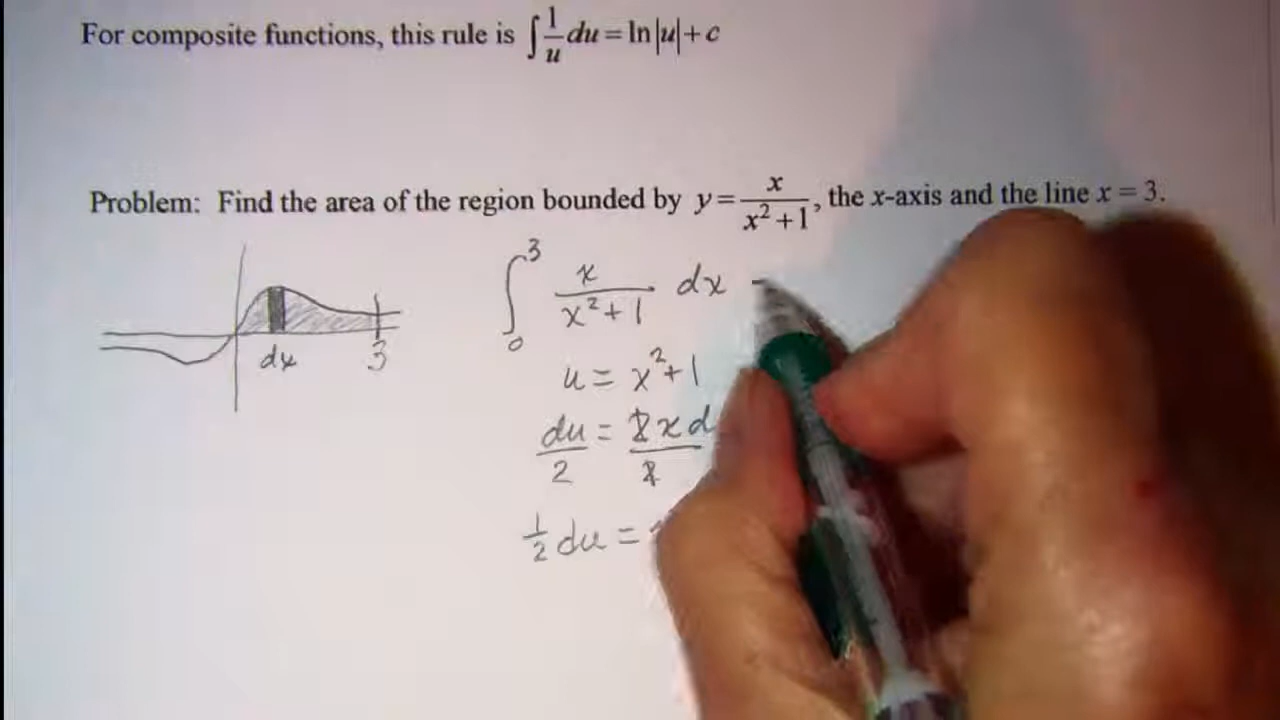 For composite functions, this rule is ∫ 1/u du = ln|u| + c
Problem: Find the area of the region bounded by y = x/(x² + 1), the x-axis and the line x = 3.
∫₀³ x/(x² + 1) dx
dx 3
u = x² + 1
du/2 = 2x d/2
½ du =